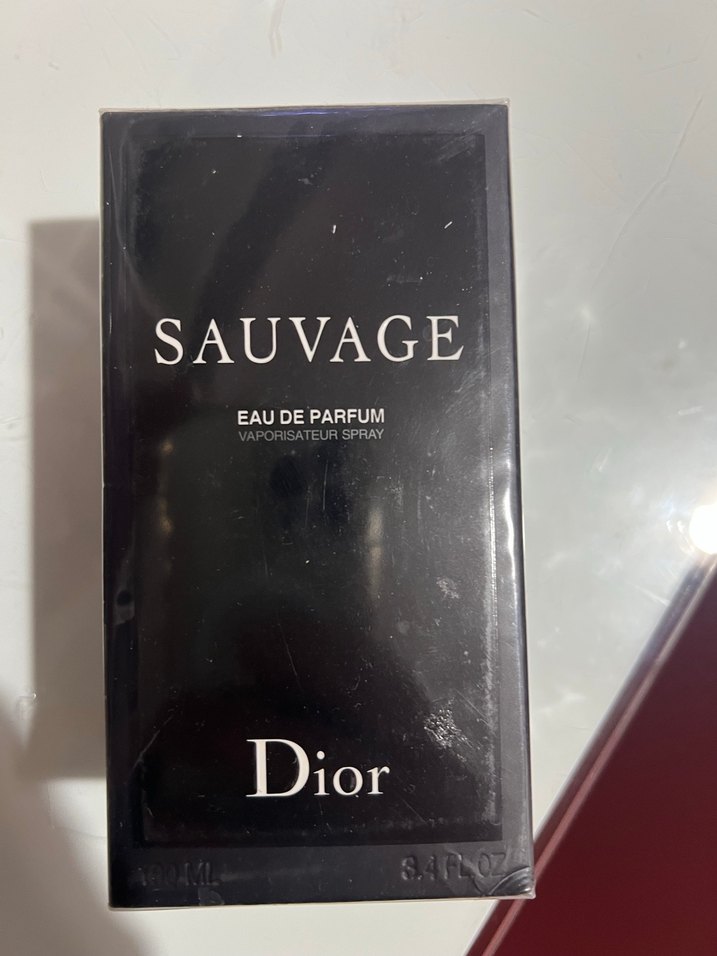 SAUVAGE
EAU DE PARFUM
VAPORISATEUR SPRAY
Dior
100 ML 3.4 FL OZ